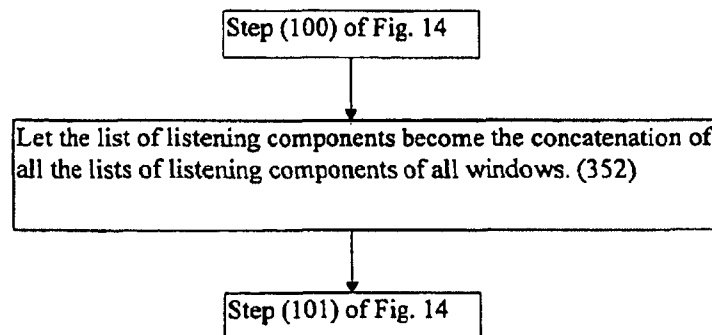 Step (100) of Fig. 14
Let the list of listening components become the concatenation of
all the lists of listening components of all windows. (352)
Step (101) of Fig. 14